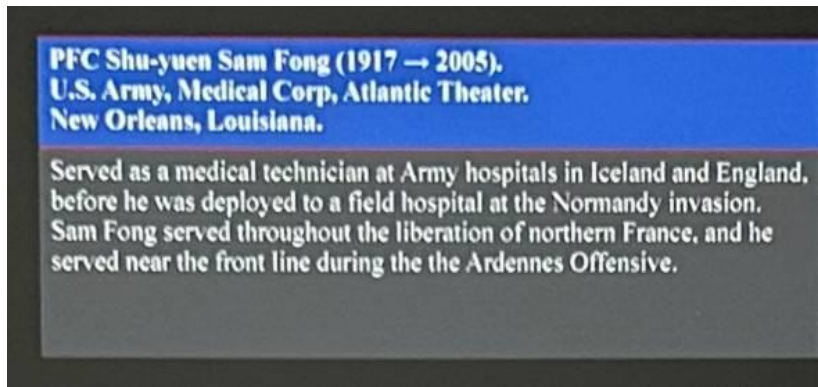 PFC Shu-yuen Sam Fong (1917 → 2005).
U.S. Army, Medical Corp, Atlantic Theater.
New Orleans, Louisiana.
Served as a medical technician at Army hospitals in Iceland and England,
before he was deployed to a field hospital at the Normandy invasion.
Sam Fong served throughout the liberation of northern France, and he
served near the front line during the the Ardennes Offensive.